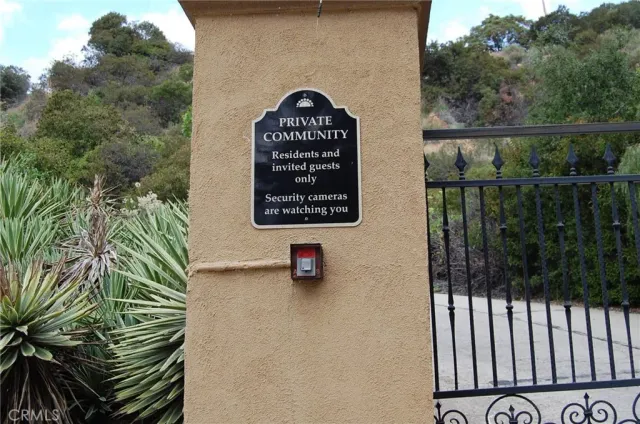 PRIVATE
COMMUNITY
Residents and
invited guests
only
Security cameras
are watching you
CRMLS